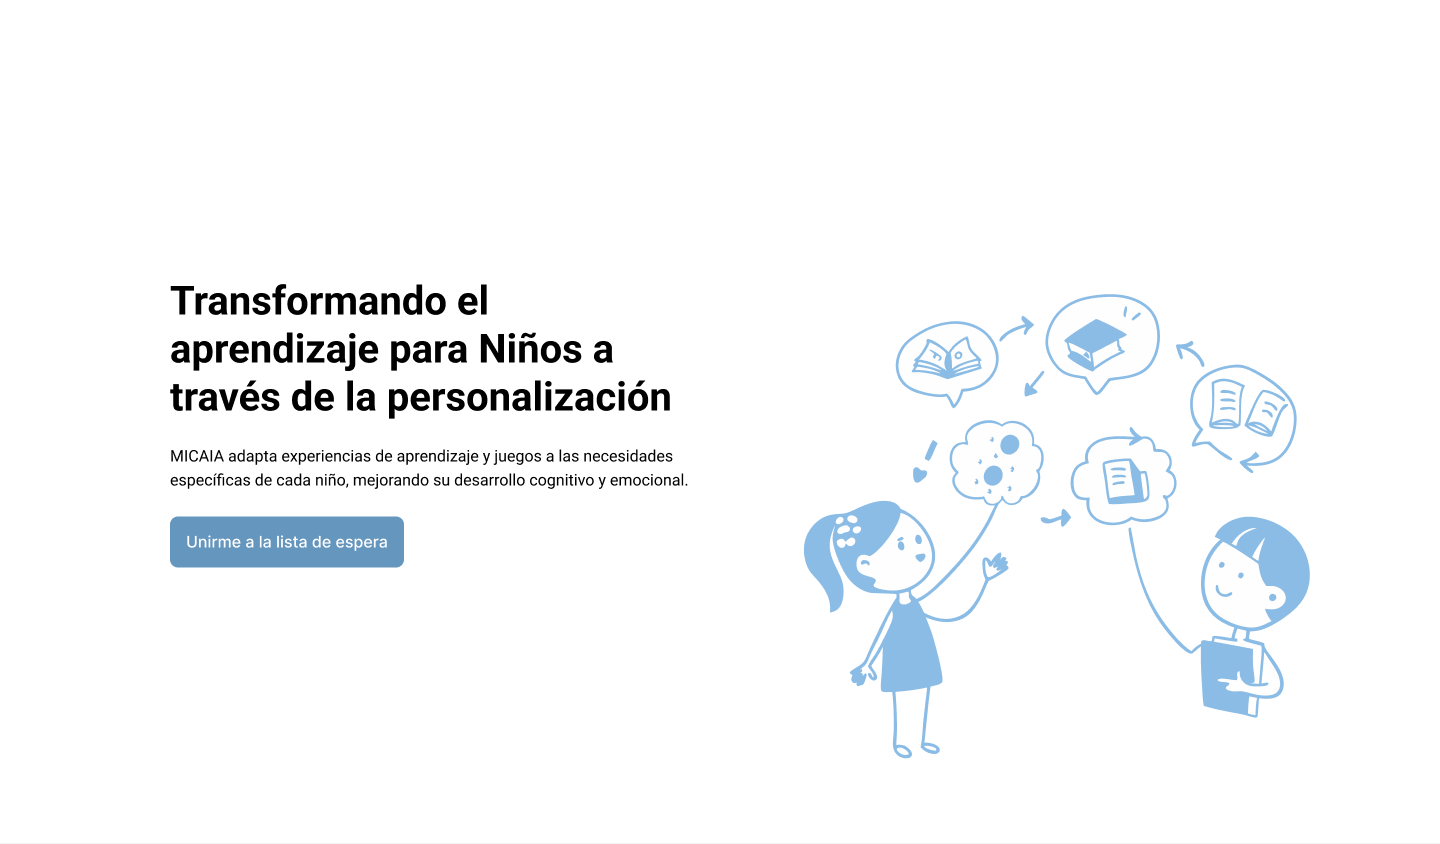 Transformando el
aprendizaje para Niños a
través de la personalización
MICAIA adapta experiencias de aprendizaje y juegos a las necesidades
específicas de cada niño, mejorando su desarrollo cognitivo y emocional.
Unirme a la lista de espera